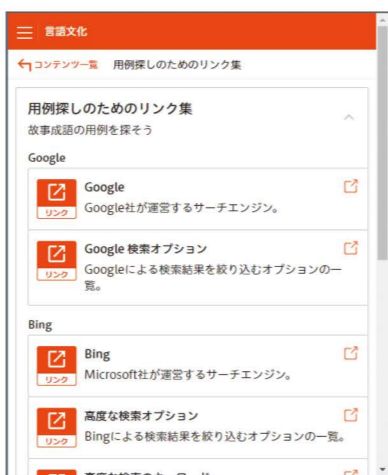 言語文化
コンテンツ一覧 用例探しのためのリンク集
用例探しのためのリンク集
故事成語の用例を探そう
Google
Google
Google社が運営するサーチエンジン。
リンク
Google 検索オプション
Googleによる検索結果を絞り込むオプションの一
覧。
リンク
Bing
Bing
Microsoft社が運営するサーチエンジン。
リンク
高度な検索オプション
Bingによる検索結果を絞り込むオプションの一覧。
リンク